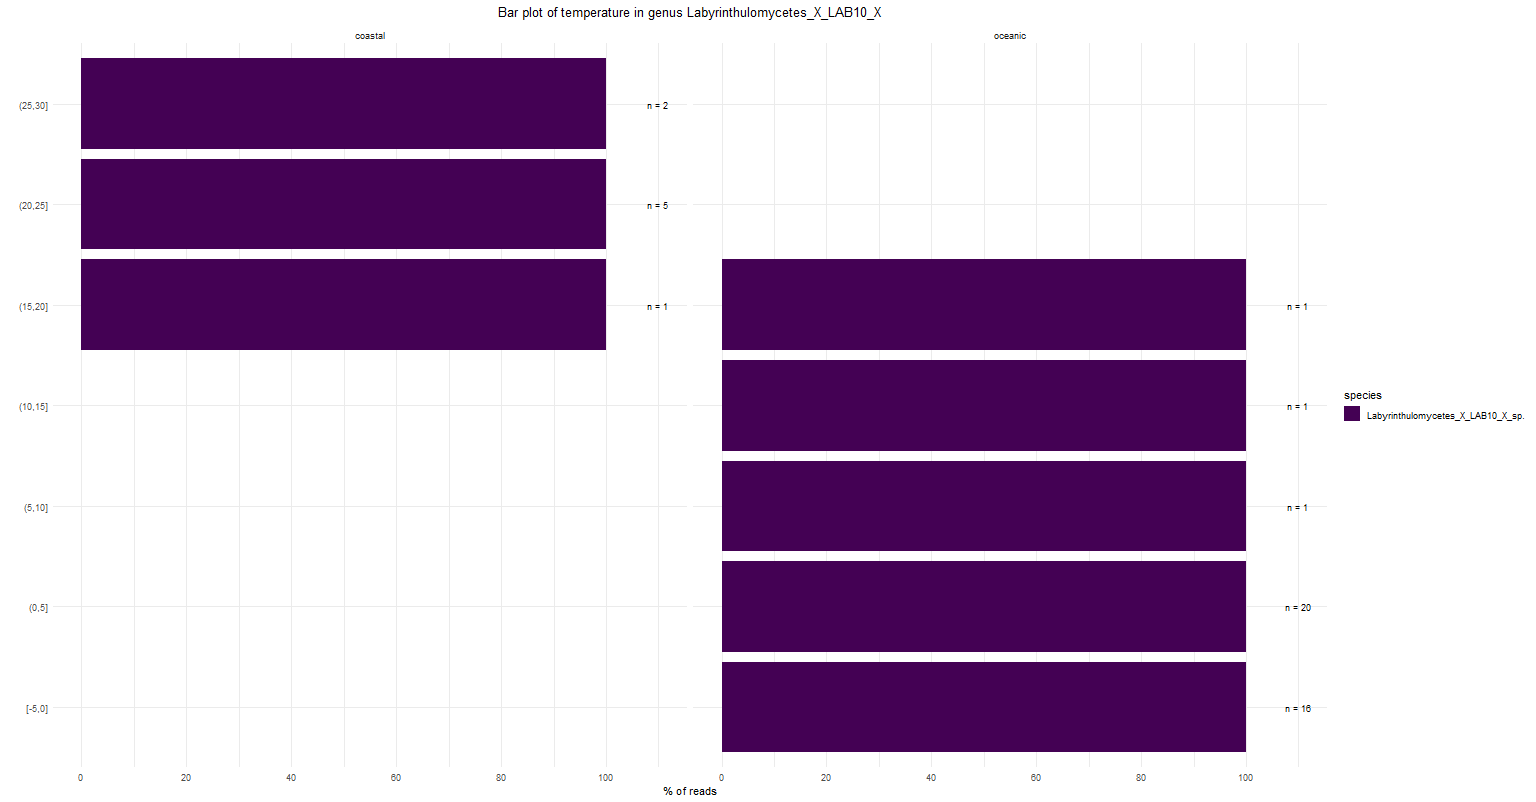 Bar plot of temperature in genus Labyrinthulomycetes_X_LAB10_X
coastal
oceanic
(25,30]
n = 2
(20,25]
n = 5
(15,20]
n = 1
n = 1
(10,15]
n = 1
(5,10]
n = 1
(0,5]
n = 20
[-5,0]
n = 16
0 20 40 60 80 100
0 20 40 60 80 100
% of reads
species
Labyrinthulomycetes_X_LAB10_X_sp.